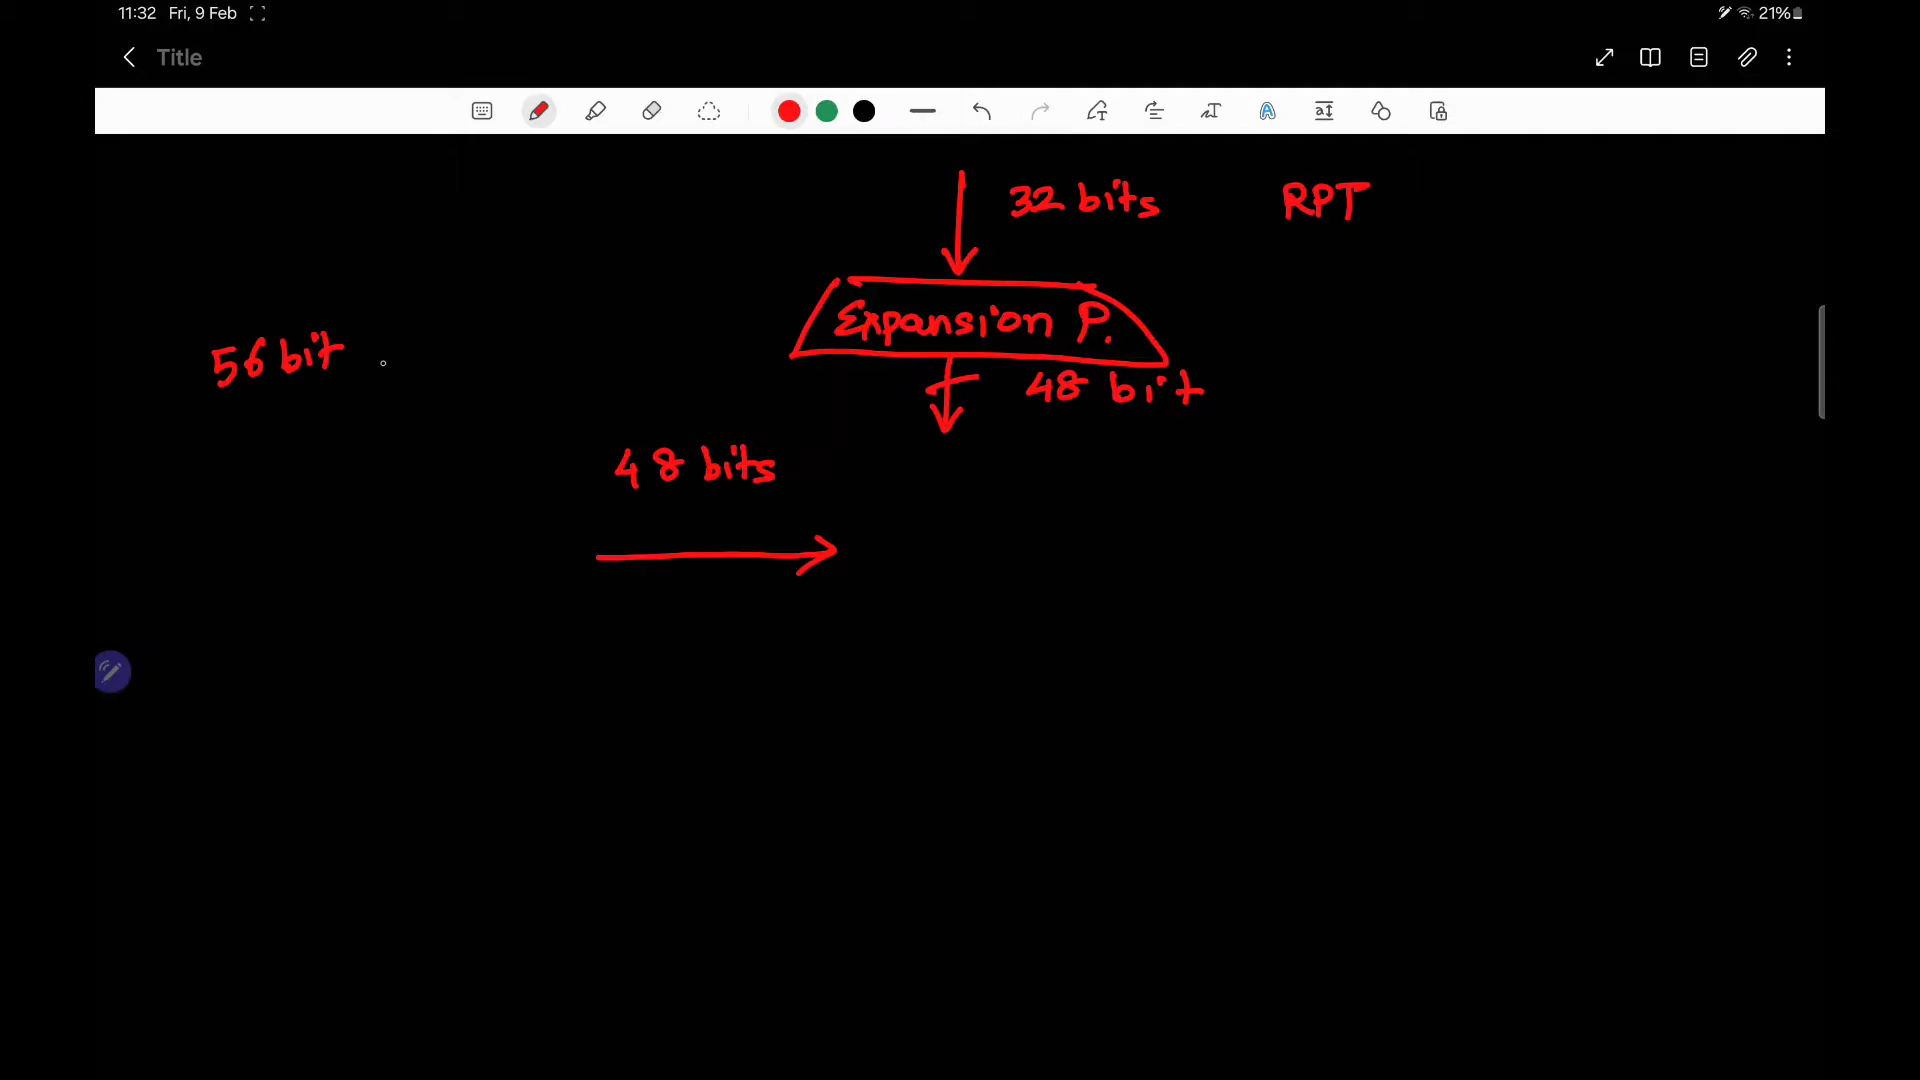 11:32 Fri, 9 Feb
21%
Title
32 bits RPT
Expansion P.
56 bit
48 bit
48 bits